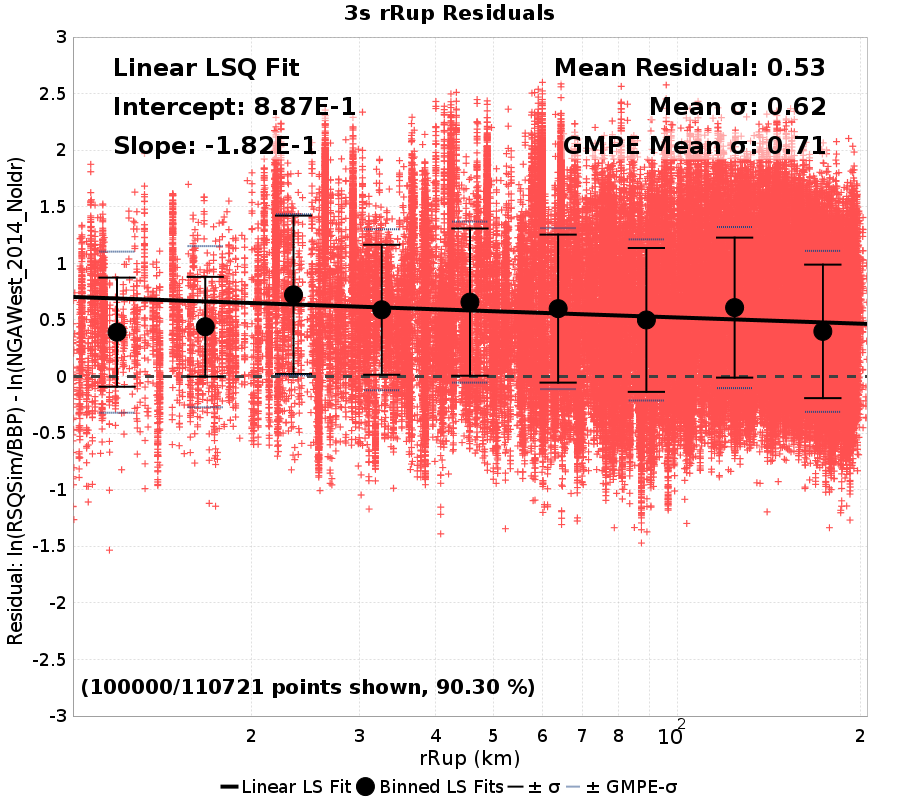 3s rRup Residuals
Linear LSQ Fit
Intercept: 8.87E-1
Slope: -1.82E-1
Mean Residual: 0.53
Mean σ: 0.62
GMPE Mean σ: 0.71
Residual: ln(RSQSim/BBP) - ln(NGAWest_2014_NoIdr)
3
2.5
2
1.5
1
0.5
0
-0.5
-1
-1.5
-2
-2.5
-3
(100000/110721 points shown, 90.30 %)
2 3 4 5 6 7 8 10² 2
rRup (km)
Linear LS Fit Binned LS Fits ± σ ± GMPE-σ